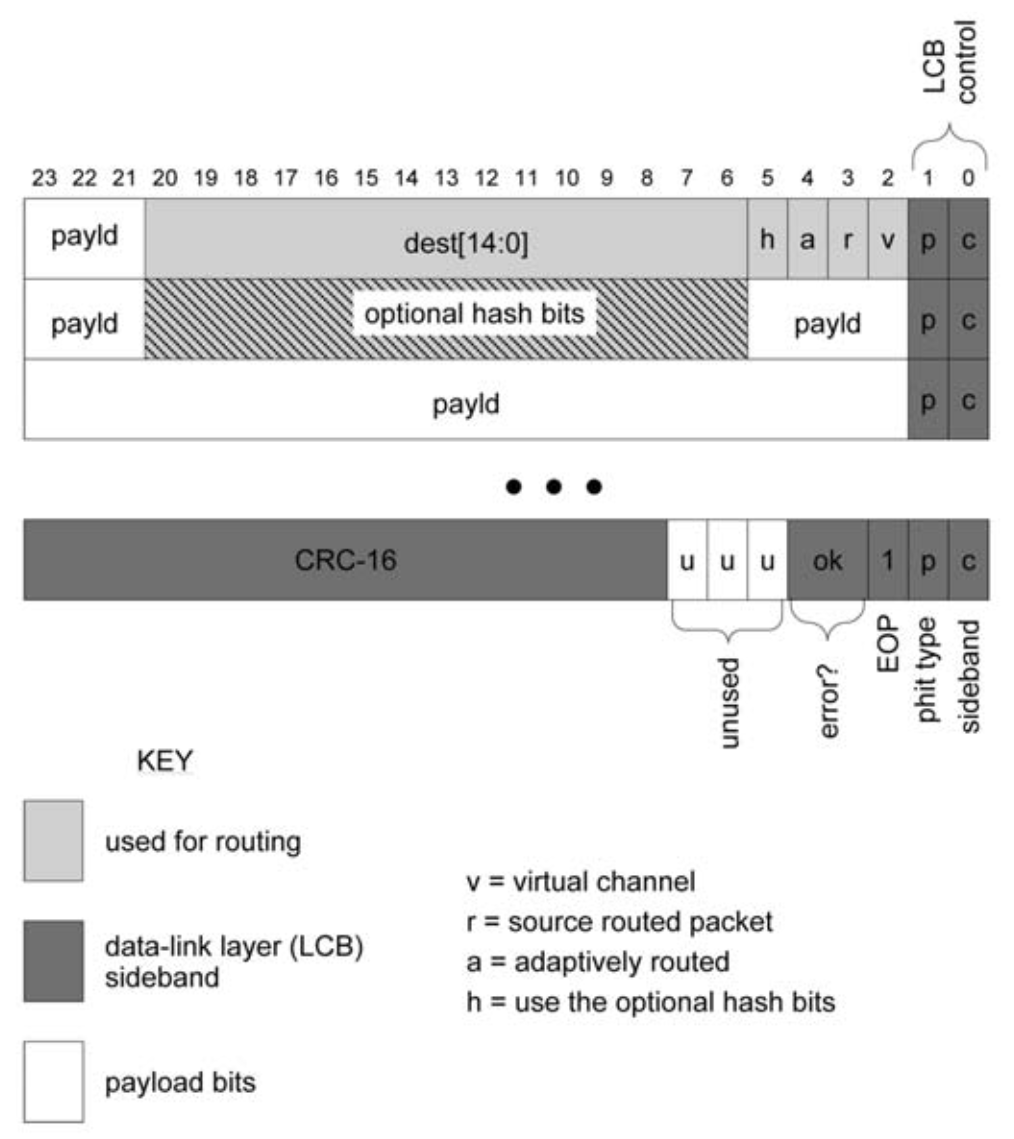 LCB
control
23 22 21 20 19 18 17 16 15 14 13 12 11 10 9 8 7 6 5 4 3 2 1 0
payld dest[14:0] h a r v p c
payld optional hash bits payld p c
payld p c
CRC-16 u u u ok 1 p c
unused
error?
EOP
phit type
sideband
KEY
used for routing
data-link layer (LCB)
sideband
payload bits
v = virtual channel
r = source routed packet
a = adaptively routed
h = use the optional hash bits